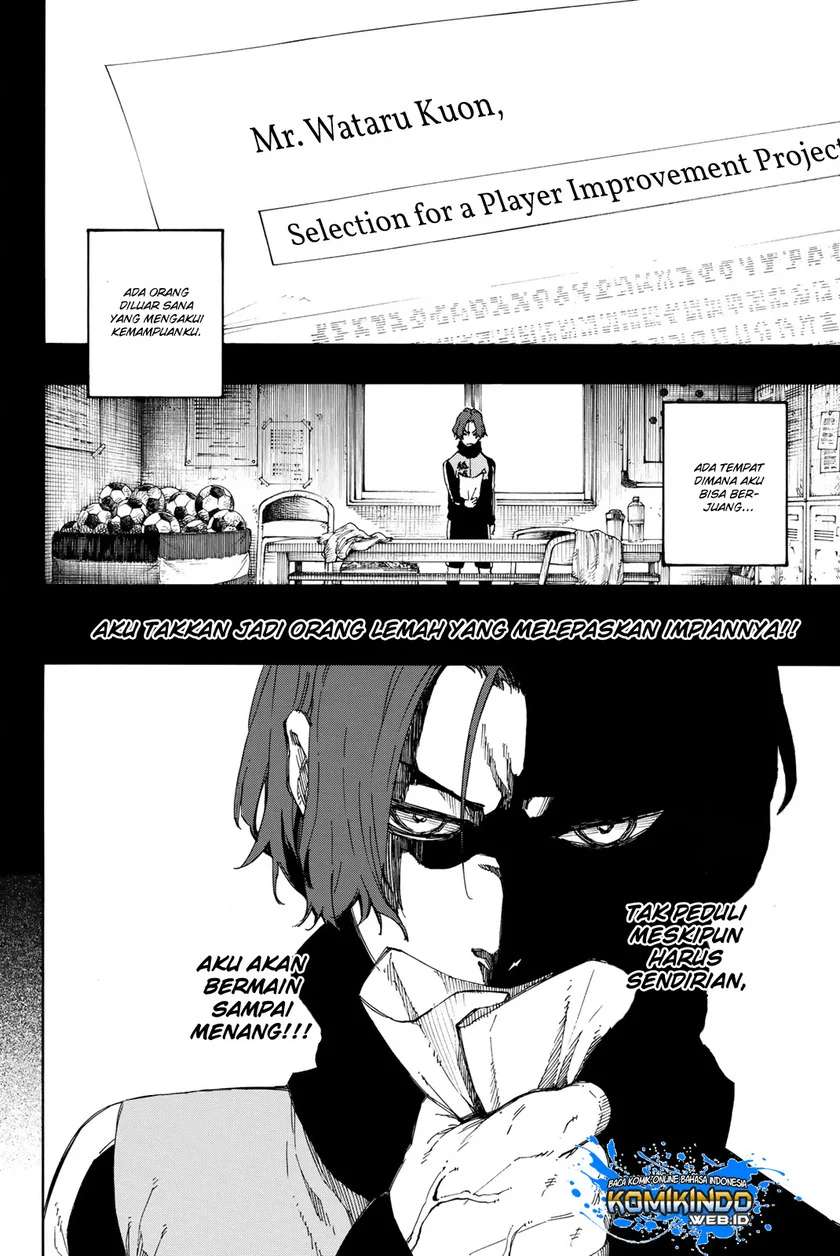 Mr. Wataru Kuon,
Selection for a Player Improvement Project
ADA ORANG
DILUAR SANA
YANG MENGAKUI
KEMAMPUANKU.
ADA TEMPAT
DIMANA AKU
BISA BER-
JUANG...
AKU TAKKAN JADI ORANG LEMAH YANG MELEPASKAN IMPIANNYA!!
TAK PEDULI
MESKIPUN
HARUS
SENDIRIAN,
AKU AKAN
BERMAIN
SAMPAI
MENANG!!!
BACA KOMIK ONLINE BAHASA INDONESIA
KOMIKINDO
WEB.ID